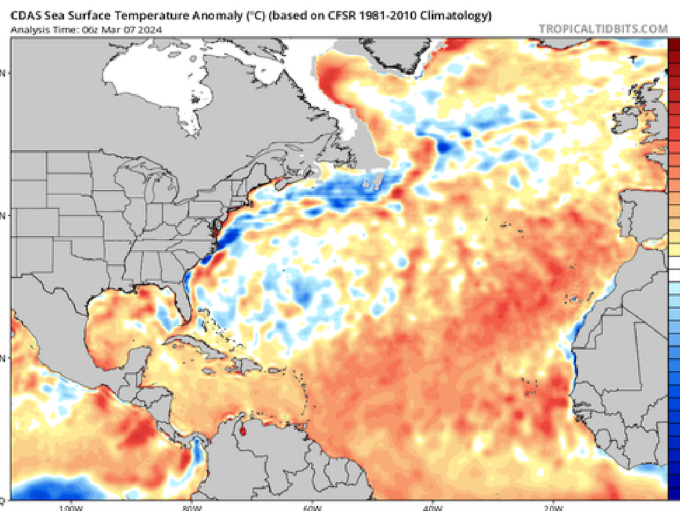 CDAS Sea Surface Temperature Anomaly (°C) (based on CFSR 1981-2010 Climatology)
Analysis Time: 06z Mar 07 2024
TROPICALTIDBITS.COM
N
N
N
Q
100W
80W
60W
40W
20W